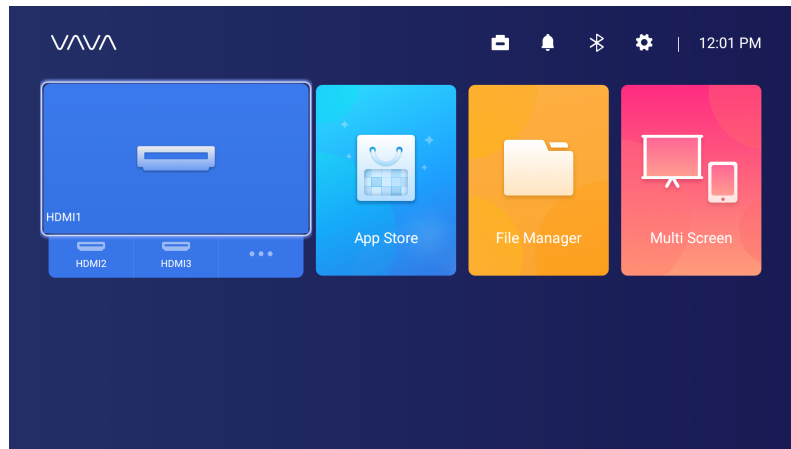 VAVA
12:01 PM
HDMI1
HDMI2
HDMI3
App Store
File Manager
Multi Screen